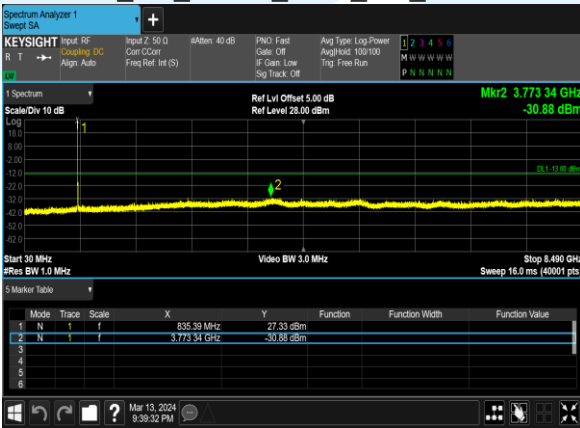 Spectrum Analyzer 1
Swept SA
+
KEYSIGHT Input: RF Input Z: 50 Ω #Atten: 40 dB PNO: Fast Avg Type: Log-Power 1 2 3 4 5 6
R T Coupling: DC Corr CCorr Gate: Off Avg|Hold: 100/100 M W W W W W
Align: Auto Freq Ref: Int (S) IF Gain: Low Trig: Free Run
LV Sig Track: Off P N N N N N
1 Spectrum Ref Lvl Offset 5.00 dB Mkr2 3.773 34 GHz
Scale/Div 10 dB Ref Level 28.00 dBm -30.88 dBm
Log
18.0 1
8.00
-2.00
-12.0 DL1 -13.00 dBm
-22.0 2
-32.0
-42.0
-52.0
-62.0
Start 30 MHz Video BW 3.0 MHz Stop 8.490 GHz
#Res BW 1.0 MHz Sweep 16.0 ms (40001 pts
5 Marker Table
Mode Trace Scale X Y Function Function Width Function Value
1 N 1 f 835.39 MHz 27.33 dBm
2 N 1 f 3.773 34 GHz -30.88 dBm
3
4
5
6
? Mar 13, 2024
9:39:32 PM